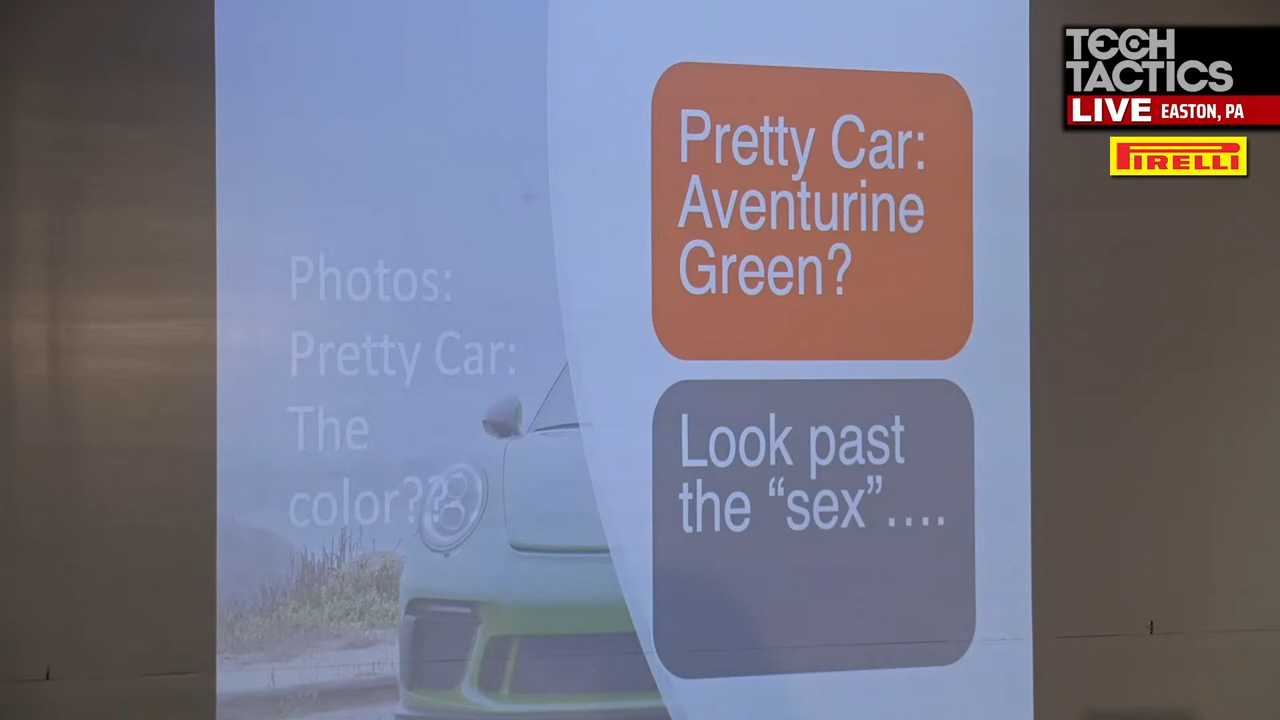 Photos:
Pretty Car:
The
color??
Pretty Car:
Aventurine
Green?
Look past
the “sex”....
TECH
TACTICS
LIVE EASTON, PA
PIRELLI